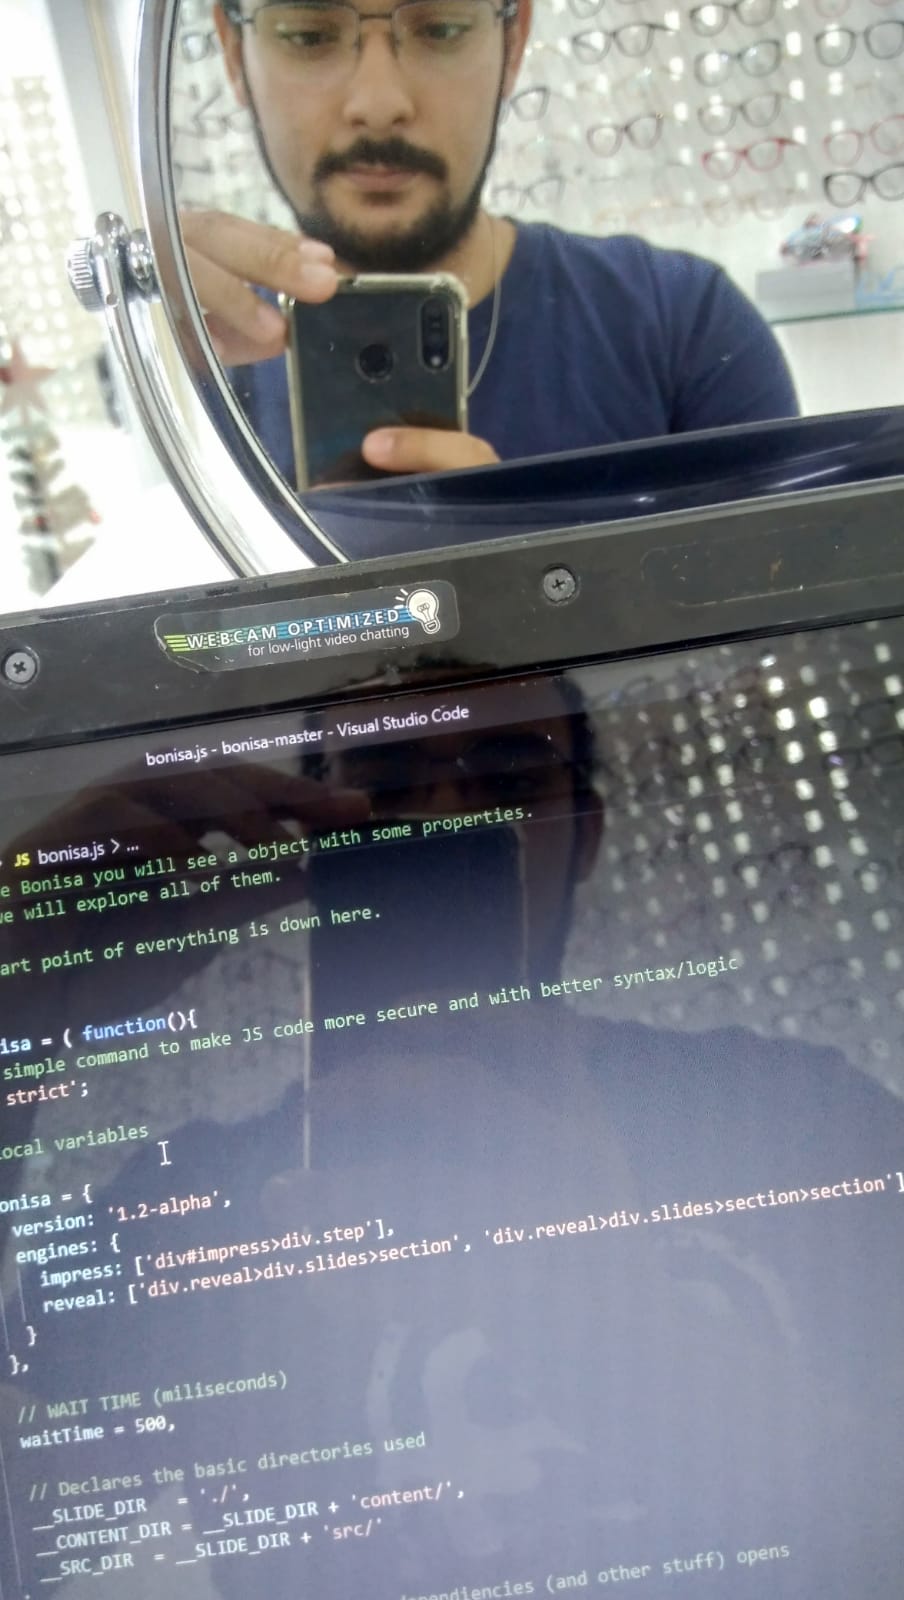 WEBCAM OPTIMIZED
for low-light video chatting
bonisa.js - bonisa-master - Visual Studio Code
JS bonisa.js > ...
e Bonisa you will see a object with some properties.
we will explore all of them.
art point of everything is down here.
isa = ( function(){
simple command to make JS code more secure and with better syntax/logic
strict';
ocal variables
onisa = {
version: '1.2-alpha',
engines: {
impress: ['div#impress>div.step'],
reveal: ['div.reveal>div.slides>section', 'div.reveal>div.slides>section>section']
}
},
// WAIT TIME (miliseconds)
waitTime = 500,
// Declares the basic directories used
__SLIDE_DIR = './',
__CONTENT_DIR = __SLIDE_DIR + 'content/',
__SRC_DIR = __SLIDE_DIR + 'src/'
(and other stuff) opens